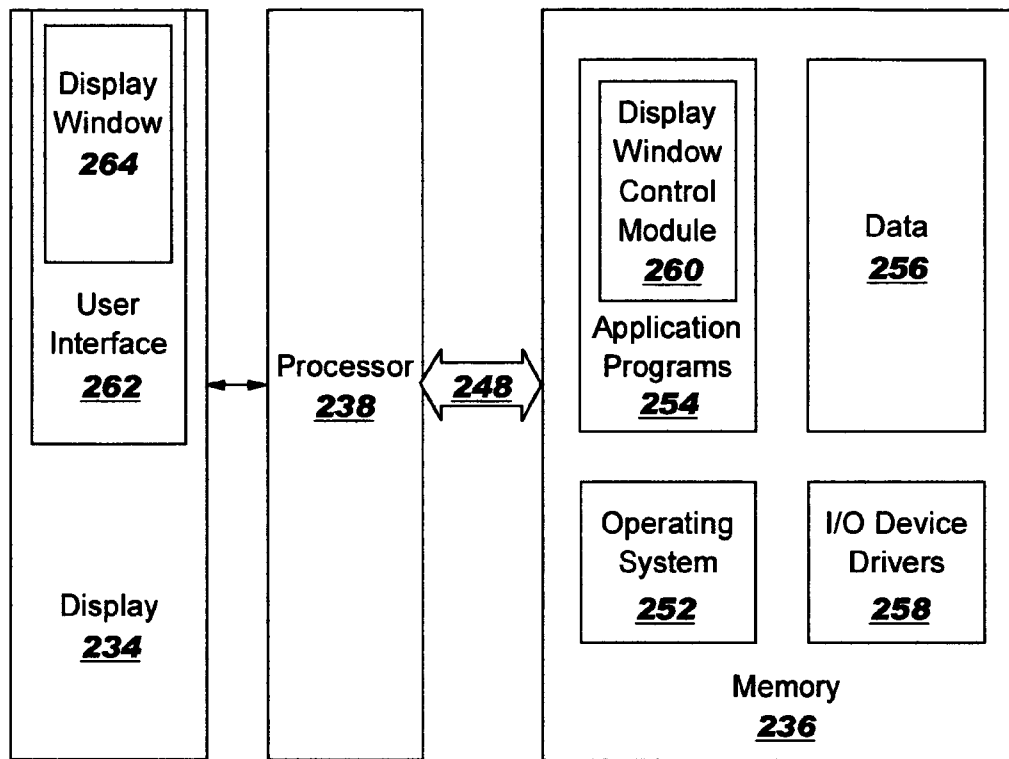 Display
Window
264
User
Interface
262
Display
234
Processor
238
248
Display
Window
Control
Module
260
Application
Programs
254
Data
256
Operating
System
252
I/O Device
Drivers
258
Memory
236